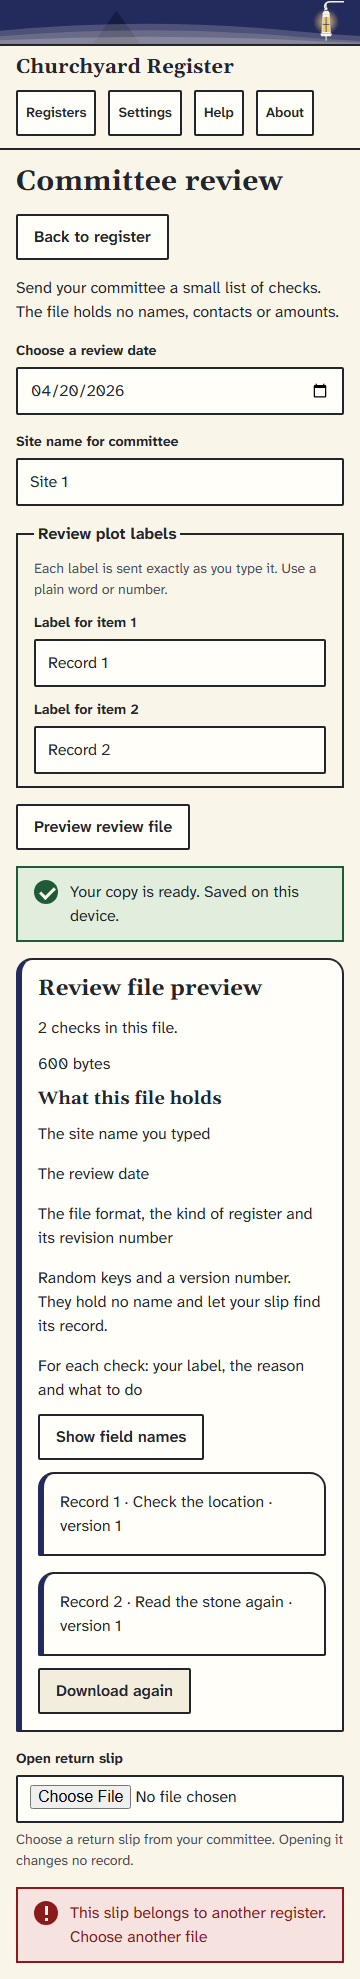 Churchyard Register
Registers
Settings
Help
About
Committee review
Back to register
Send your committee a small list of checks.
The file holds no names, contacts or amounts.
Choose a review date
04/20/2026
Site name for committee
Site 1
Review plot labels
Each label is sent exactly as you type it. Use a
plain word or number.
Label for item 1
Record 1
Label for item 2
Record 2
Preview review file
Your copy is ready. Saved on this
device.
Review file preview
2 checks in this file.
600 bytes
What this file holds
The site name you typed
The review date
The file format, the kind of register and
its revision number
Random keys and a version number.
They hold no name and let your slip find
its record.
For each check: your label, the reason
and what to do
Show field names
Record 1 · Check the location ·
version 1
Record 2 · Read the stone again ·
version 1
Download again
Open return slip
Choose File No file chosen
Choose a return slip from your committee. Opening it
changes no record.
This slip belongs to another register.
Choose another file